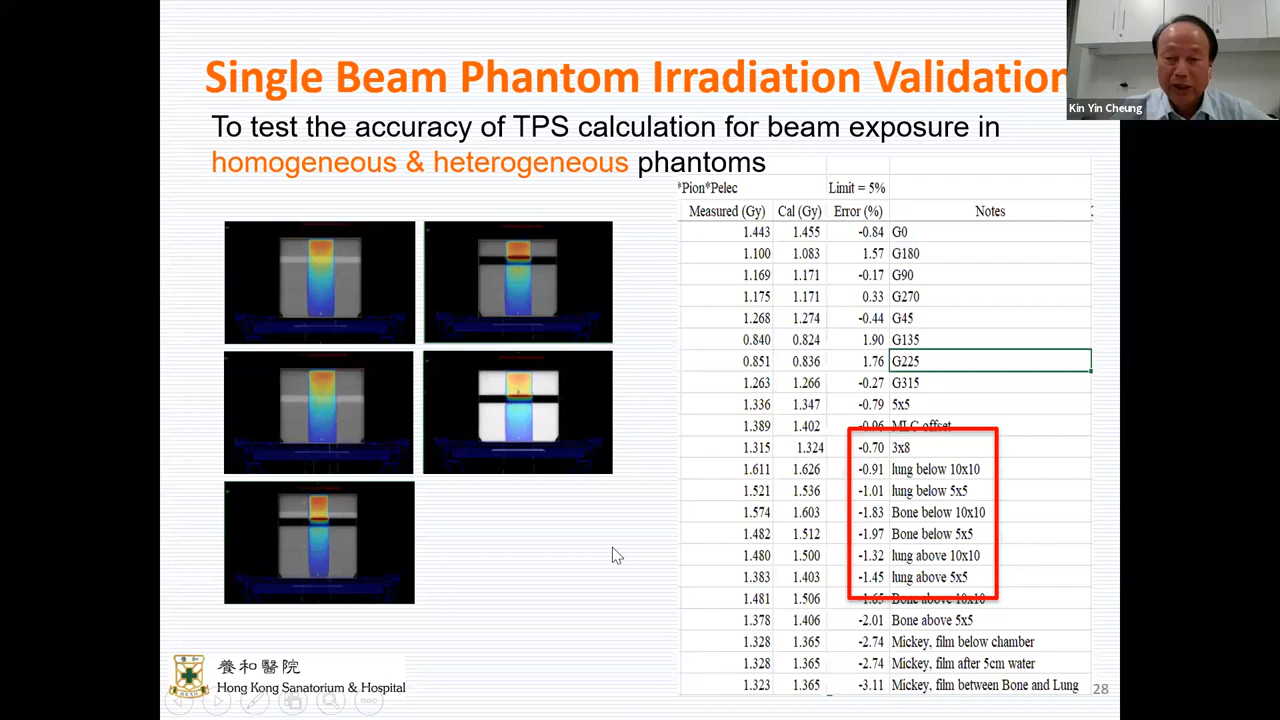 Single Beam Phantom Irradiation Validation
Kin Yin Cheung
To test the accuracy of TPS calculation for beam exposure in
homogeneous & heterogeneous phantoms
*Pion*Pelec Limit = 5%
Measured (Gy) Cal (Gy) Error (%) Notes
1.443 1.455 -0.84 G0
1.100 1.083 1.57 G180
1.169 1.171 -0.17 G90
1.175 1.171 0.33 G270
1.268 1.274 -0.44 G45
0.840 0.824 1.90 G135
0.851 0.836 1.76 G225
1.263 1.266 -0.27 G315
1.336 1.347 -0.79 5x5
1.389 1.402 -0.96 MLC offset
1.315 1.324 -0.70 3x8
1.611 1.626 -0.91 lung below 10x10
1.521 1.536 -1.01 lung below 5x5
1.574 1.603 -1.83 Bone below 10x10
1.482 1.512 -1.97 Bone below 5x5
1.480 1.500 -1.32 lung above 10x10
1.383 1.403 -1.45 lung above 5x5
1.481 1.506 -1.65 Bone above 10x10
1.378 1.406 -2.01 Bone above 5x5
1.328 1.365 -2.74 Mickey, film below chamber
1.328 1.365 -2.74 Mickey, film after 5cm water
1.323 1.365 -3.11 Mickey, film between Bone and Lung
養和醫院
Hong Kong Sanatorium & Hospital
28